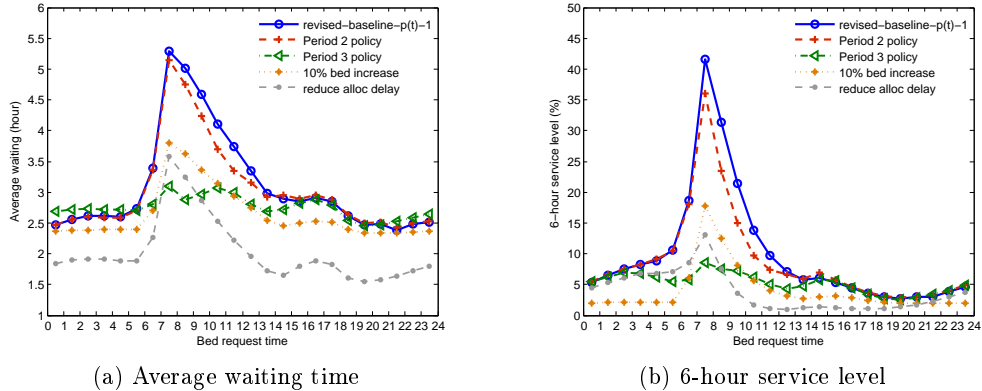 6
5.5
5
4.5
4
3.5
3
2.5
2
1.5
1
Average waiting (hour)
revised−baseline−p(t)−1
Period 2 policy
Period 3 policy
10% bed increase
reduce alloc delay
0 1 2 3 4 5 6 7 8 9 10 11 12 13 14 15 16 17 18 19 20 21 22 23 24
Bed request time
(a) Average waiting time
60
50
40
30
20
10
0
6−hour service level (%)
revised−baseline−p(t)−1
Period 2 policy
Period 3 policy
10% bed increase
reduce alloc delay
0 1 2 3 4 5 6 7 8 9 10 11 12 13 14 15 16 17 18 19 20 21 22 23 24
Bed request time
(b) 6-hour service level